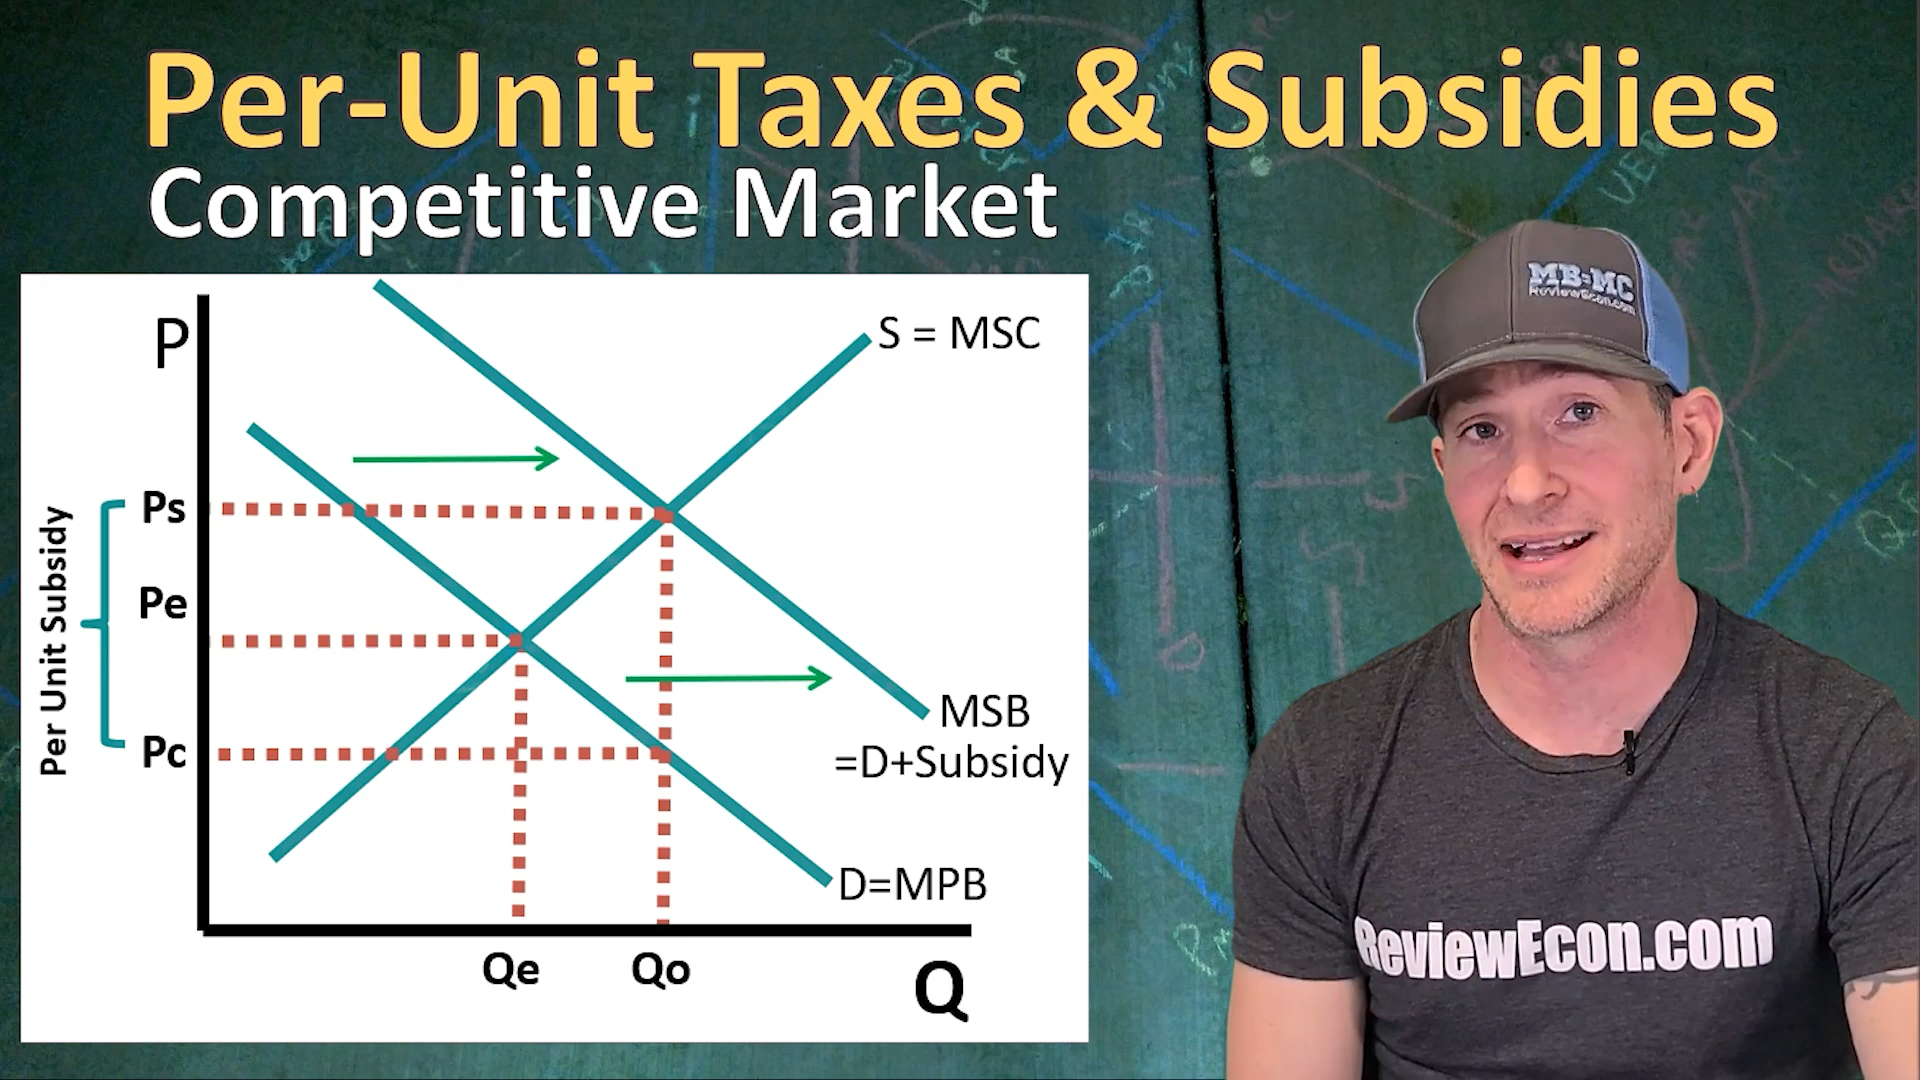 Per-Unit Taxes & Subsidies
Competitive Market
P
S = MSC
Ps
Per Unit Subsidy
Pe
Pc
MSB
=D+Subsidy
D=MPB
Qe
Qo
Q
MB=MC
ReviewEcon.com
ReviewEcon.com